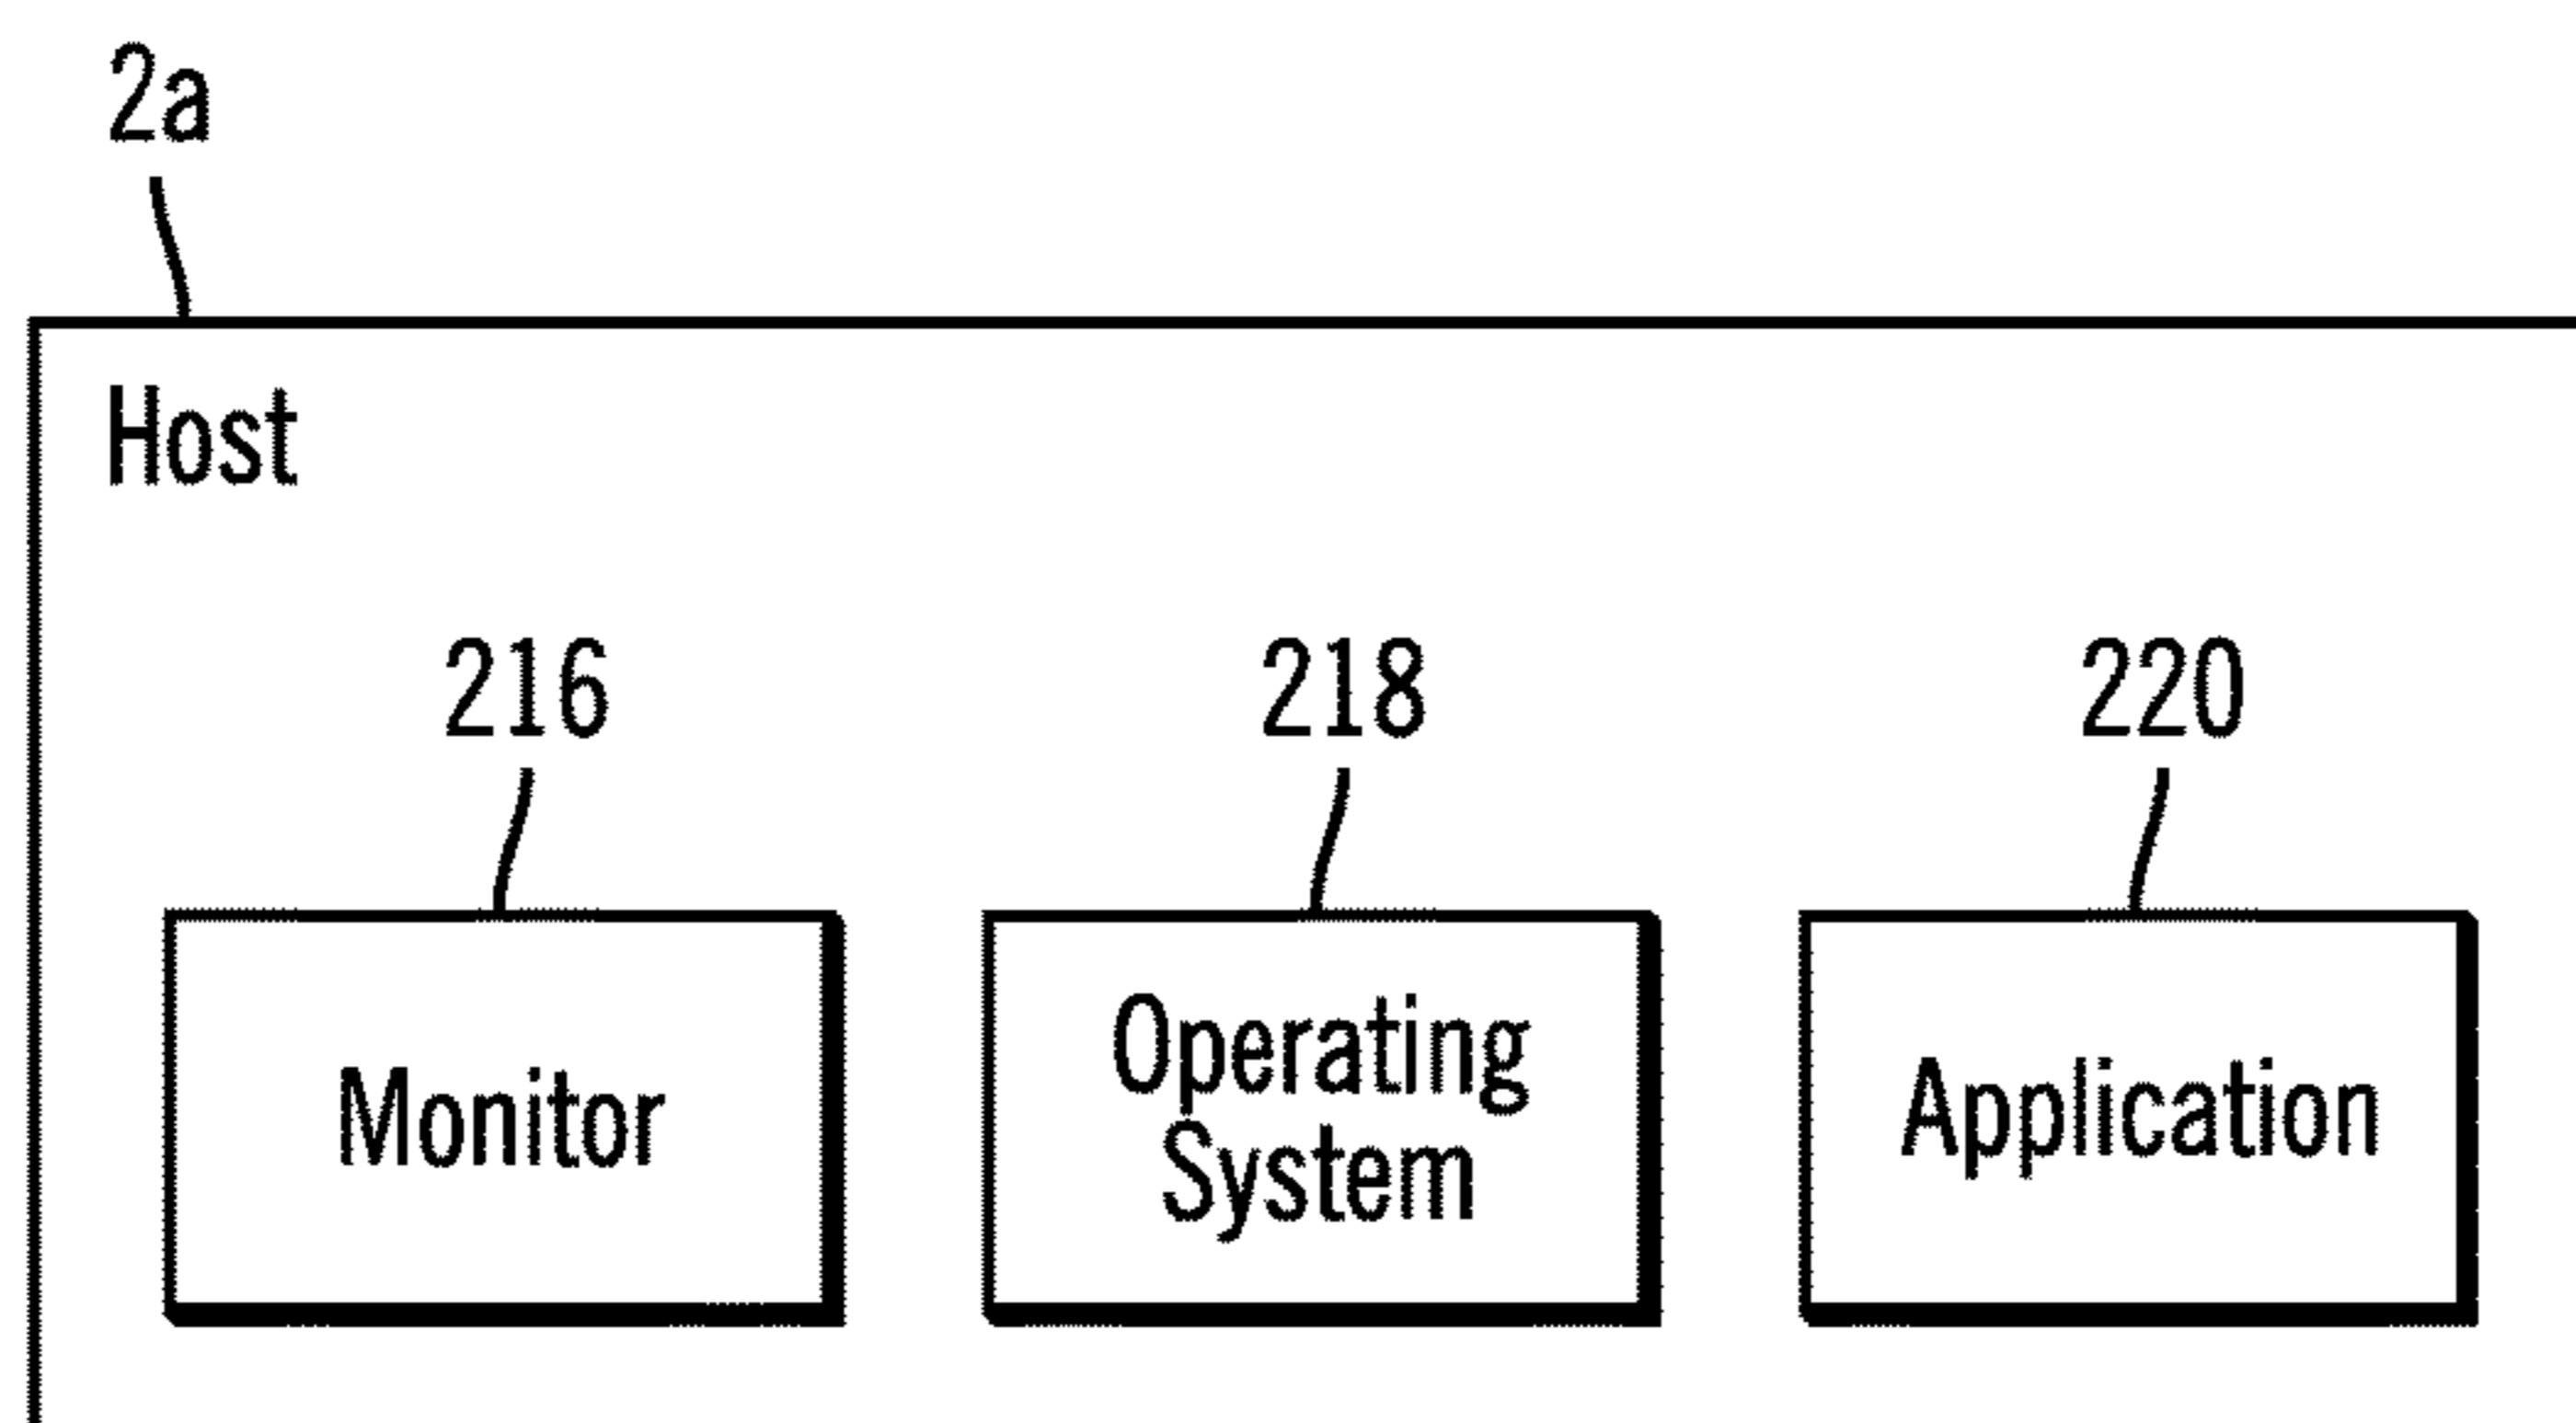 2a
Host
216
218
220
Monitor
Operating
System
Application